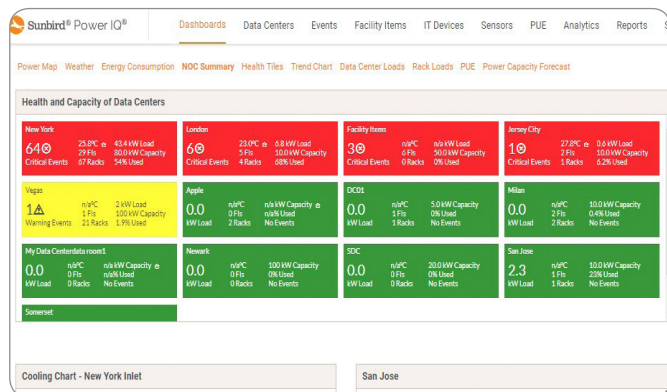 Sunbird® Power IQ®
Dashboards Data Centers Events Facility Items IT Devices Sensors PUE Analytics Reports S
Power Map Weather Energy Consumption NOC Summary Health Tiles Trend Chart Data Center Loads Rack Loads PUE Power Capacity Forecast
Health and Capacity of Data Centers
New York
64
Critical Events
25.8ºC 43.4 kW Load
29 FIs 80.0 kW Capacity
67 Racks 54% Used
London
6
Critical Events
23.0ºC 6.8 kW Load
5 FIs 10.0 kW Capacity
4 Racks 68% Used
Facility Items
3
Critical Events
n/aºC n/a kW Load
6 FIs 50.0 kW Capacity
0 Racks 0% Used
Jersey City
1
Critical Events
27.8ºC 0.6 kW Load
2 FIs 10.0 kW Capacity
1 Racks 6.2% Used
Vegas
1
Warning Events
n/aºC 2 kW Load
1 FIs 100 kW Capacity
21 Racks 1.9% Used
Apple
0.0
kW Load
n/aºC n/a kW Capacity
0 FIs n/a% Used
2 Racks No Events
DC01
0.0
kW Load
n/aºC 5.0 kW Capacity
1 FIs 0% Used
1 Racks No Events
Milan
0.0
kW Load
n/aºC 10.0 kW Capacity
2 FIs 0.4% Used
2 Racks No Events
My Data Centerdata room1
0.0
kW Load
n/aºC n/a kW Capacity
0 FIs n/a% Used
0 Racks No Events
Newark
0.0
kW Load
n/aºC 100 kW Capacity
0 FIs 0% Used
0 Racks No Events
SDC
0.0
kW Load
n/aºC 20.0 kW Capacity
0 FIs 0% Used
0 Racks No Events
San Jose
2.3
kW Load
n/aºC 10.0 kW Capacity
1 FIs 23% Used
1 Racks No Events
Somerset
Cooling Chart - New York Inlet
San Jose